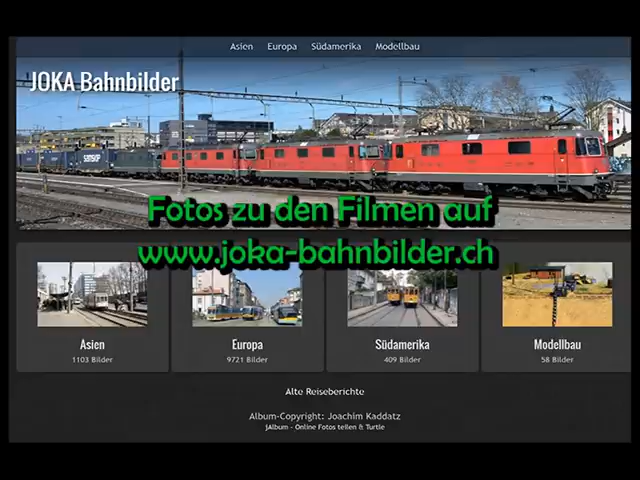 Asien Europa Südamerika Modellbau
JOKA Bahnbilder
Fotos zu den Filmen auf
www.joka-bahnbilder.ch
Asien Europa Südamerika Modellbau
1103 Bilder 9721 Bilder 409 Bilder 58 Bilder
Alte Reiseberichte
Album-Copyright: Joachim Kaddatz
jAlbum - Online Fotos teilen & Turtle